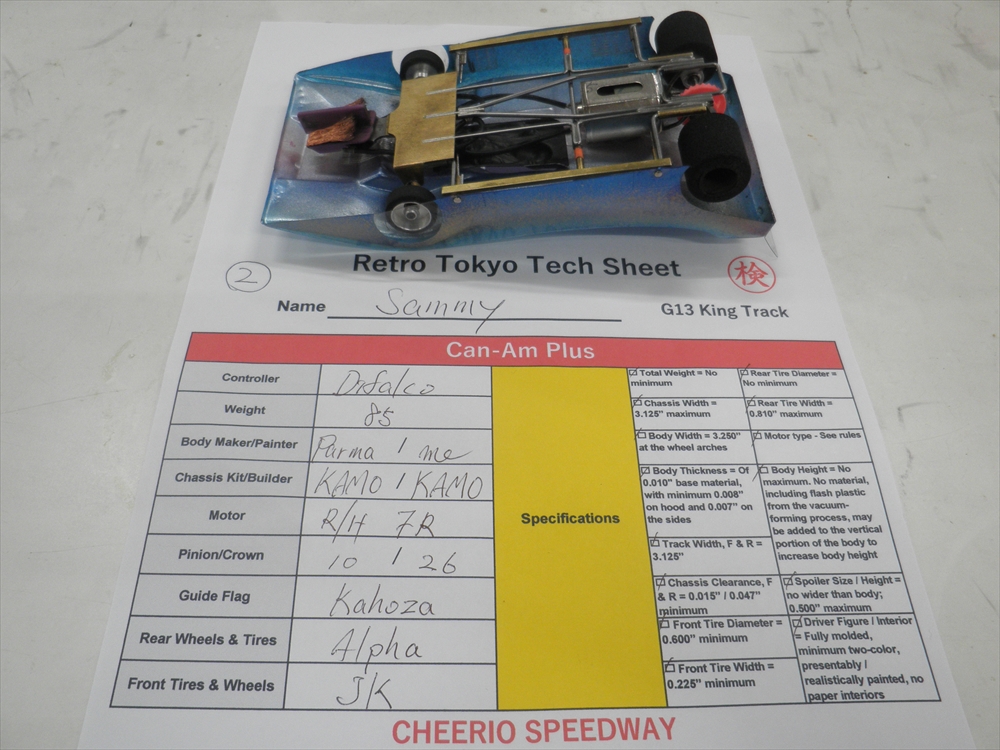 Retro Tokyo Tech Sheet
検
2
Name Sammy
G13 King Track
Can-Am Plus
Controller Difalco
Weight 85
Body Maker/Painter Parma / me
Chassis Kit/Builder KAMO / KAMO
Motor R/H 7R
Pinion/Crown 10 / 26
Guide Flag Kahoza
Rear Wheels & Tires Alpha
Front Tires & Wheels JK
Specifications
Total Weight = No
minimum
Chassis Width =
3.125" maximum
Body Width = 3.250"
at the wheel arches
Body Thickness = Of
0.010" base material,
with minimum 0.008"
on hood and 0.007" on
the sides
Track Width, F & R =
3.125"
Chassis Clearance, F
& R = 0.015" / 0.047"
minimum
Front Tire Diameter =
0.600" minimum
Front Tire Width =
0.225" minimum
Rear Tire Diameter =
No minimum
Rear Tire Width =
0.810" maximum
Motor type - See rules
Body Height = No
maximum. No material,
including flash plastic
from the vacuum-
forming process, may
be added to the vertical
portion of the body to
increase body height
Spoiler Size / Height =
no wider than body;
0.500" maximum
Driver Figure / Interior
= Fully molded,
minimum two-color,
presentably /
realistically painted, no
paper interiors
CHEERIO SPEEDWAY